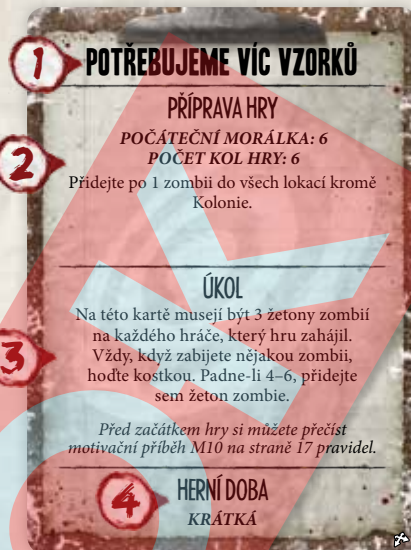 1 POTŘEBUJEME VÍC VZORKŮ
PŘÍPRAVA HRY
POČÁTEČNÍ MORÁLKA: 6
2 POČET KOL HRY: 6
Přidejte po 1 zombii do všech lokací kromě
Kolonie.
ÚKOL
Na této kartě musejí být 3 žetony zombií
na každého hráče, který hru zahájil.
3 Vždy, když zabijete nějakou zombii,
hoďte kostkou. Padne-li 4–6, přidejte
sem žeton zombie.
Před začátkem hry si můžete přečíst
motivační příběh M10 na straně 17 pravidel.
4 HERNÍ DOBA
KRÁTKÁ